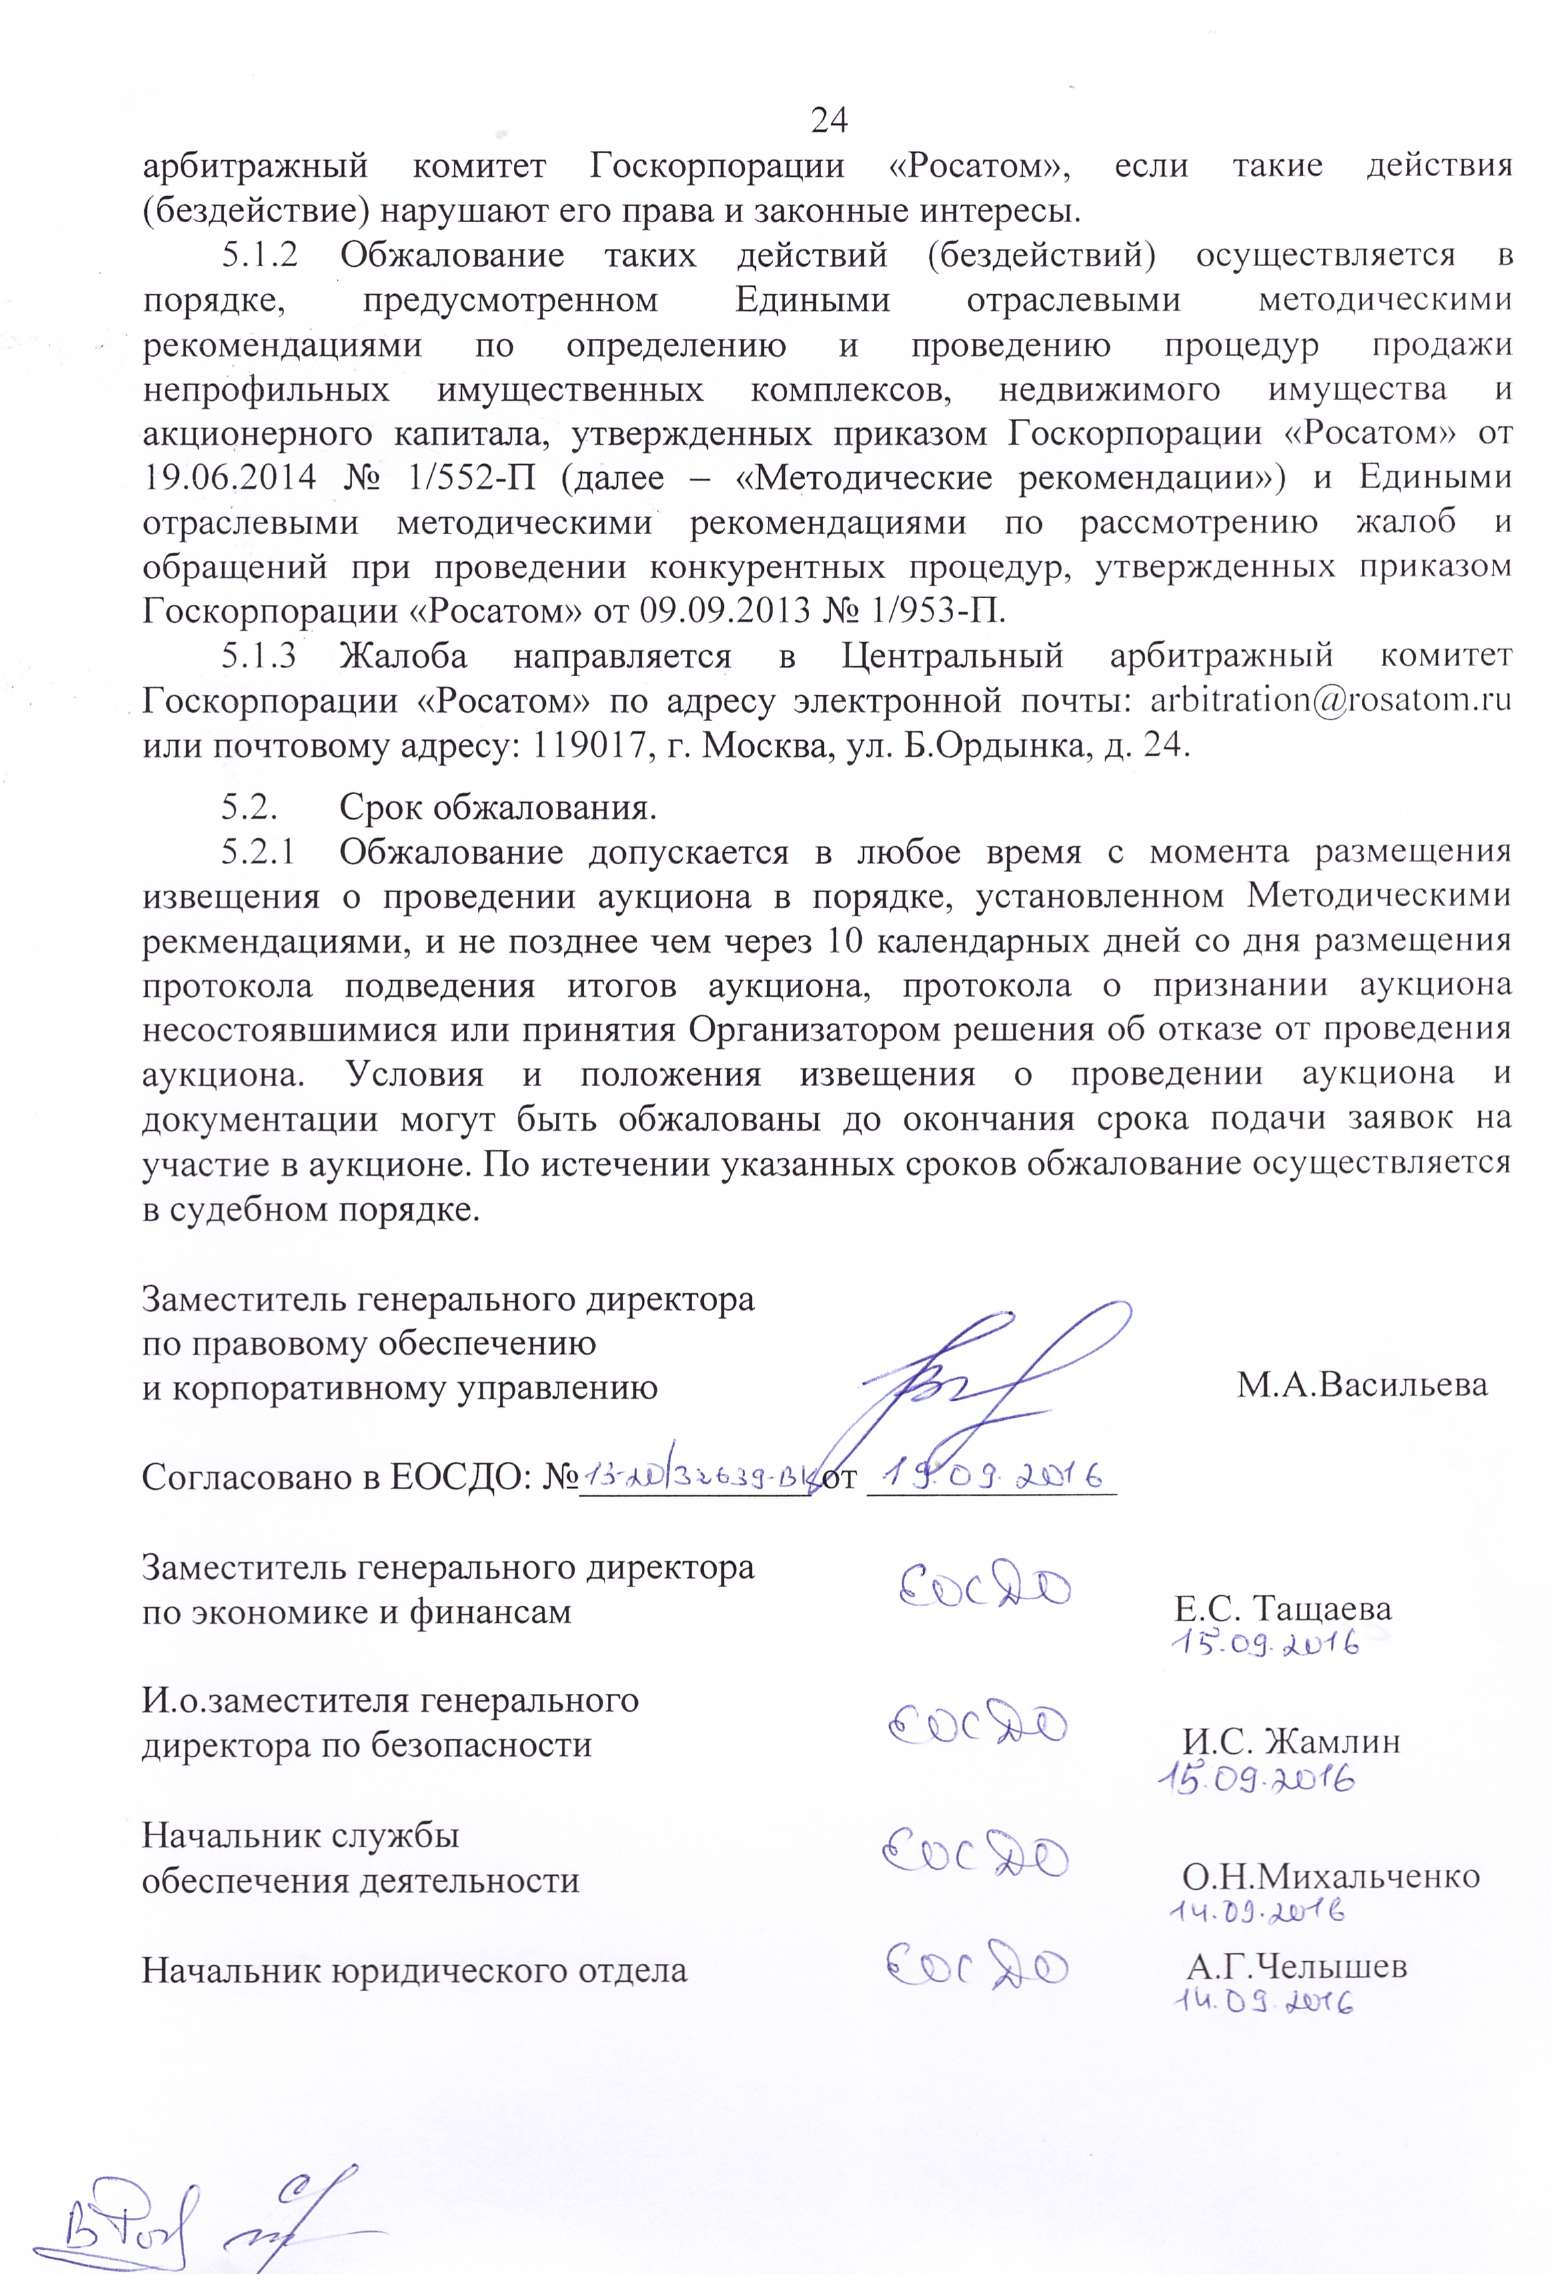 24
арбитражный комитет Госкорпорации «Росатом», если такие действия
(бездействие) нарушают его права и законные интересы.
5.1.2 Обжалование таких действий (бездействий) осуществляется в
порядке, предусмотренном Едиными отраслевыми методическими
рекомендациями по определению и проведению процедур продажи
непрофильных имущественных комплексов, недвижимого имущества и
акционерного капитала, утвержденных приказом Госкорпорации «Росатом» от
19.06.2014 № 1/552-П (далее – «Методические рекомендации») и Едиными
отраслевыми методическими рекомендациями по рассмотрению жалоб и
обращений при проведении конкурентных процедур, утвержденных приказом
Госкорпорации «Росатом» от 09.09.2013 № 1/953-П.
5.1.3 Жалоба направляется в Центральный арбитражный комитет
Госкорпорации «Росатом» по адресу электронной почты: arbitration@rosatom.ru
или почтовому адресу: 119017, г. Москва, ул. Б.Ордынка, д. 24.
5.2. Срок обжалования.
5.2.1 Обжалование допускается в любое время с момента размещения
извещения о проведении аукциона в порядке, установленном Методическими
рекмендациями, и не позднее чем через 10 календарных дней со дня размещения
протокола подведения итогов аукциона, протокола о признании аукциона
несостоявшимися или принятия Организатором решения об отказе от проведения
аукциона. Условия и положения извещения о проведении аукциона и
документации могут быть обжалованы до окончания срока подачи заявок на
участие в аукционе. По истечении указанных сроков обжалование осуществляется
в судебном порядке.
Заместитель генерального директора
по правовому обеспечению
и корпоративному управлению М.А.Васильева
Согласовано в ЕОСДО: № 13-20/32639-ВК от 19.09.2016
Заместитель генерального директора ЕОСДО
по экономике и финансам Е.С. Тащаева
15.09.2016
И.о.заместителя генерального ЕОСДО
директора по безопасности И.С. Жамлин
15.09.2016
Начальник службы ЕОСДО
обеспечения деятельности О.Н.Михальченко
14.09.2016
Начальник юридического отдела ЕОСДО А.Г.Челышев
14.09.2016